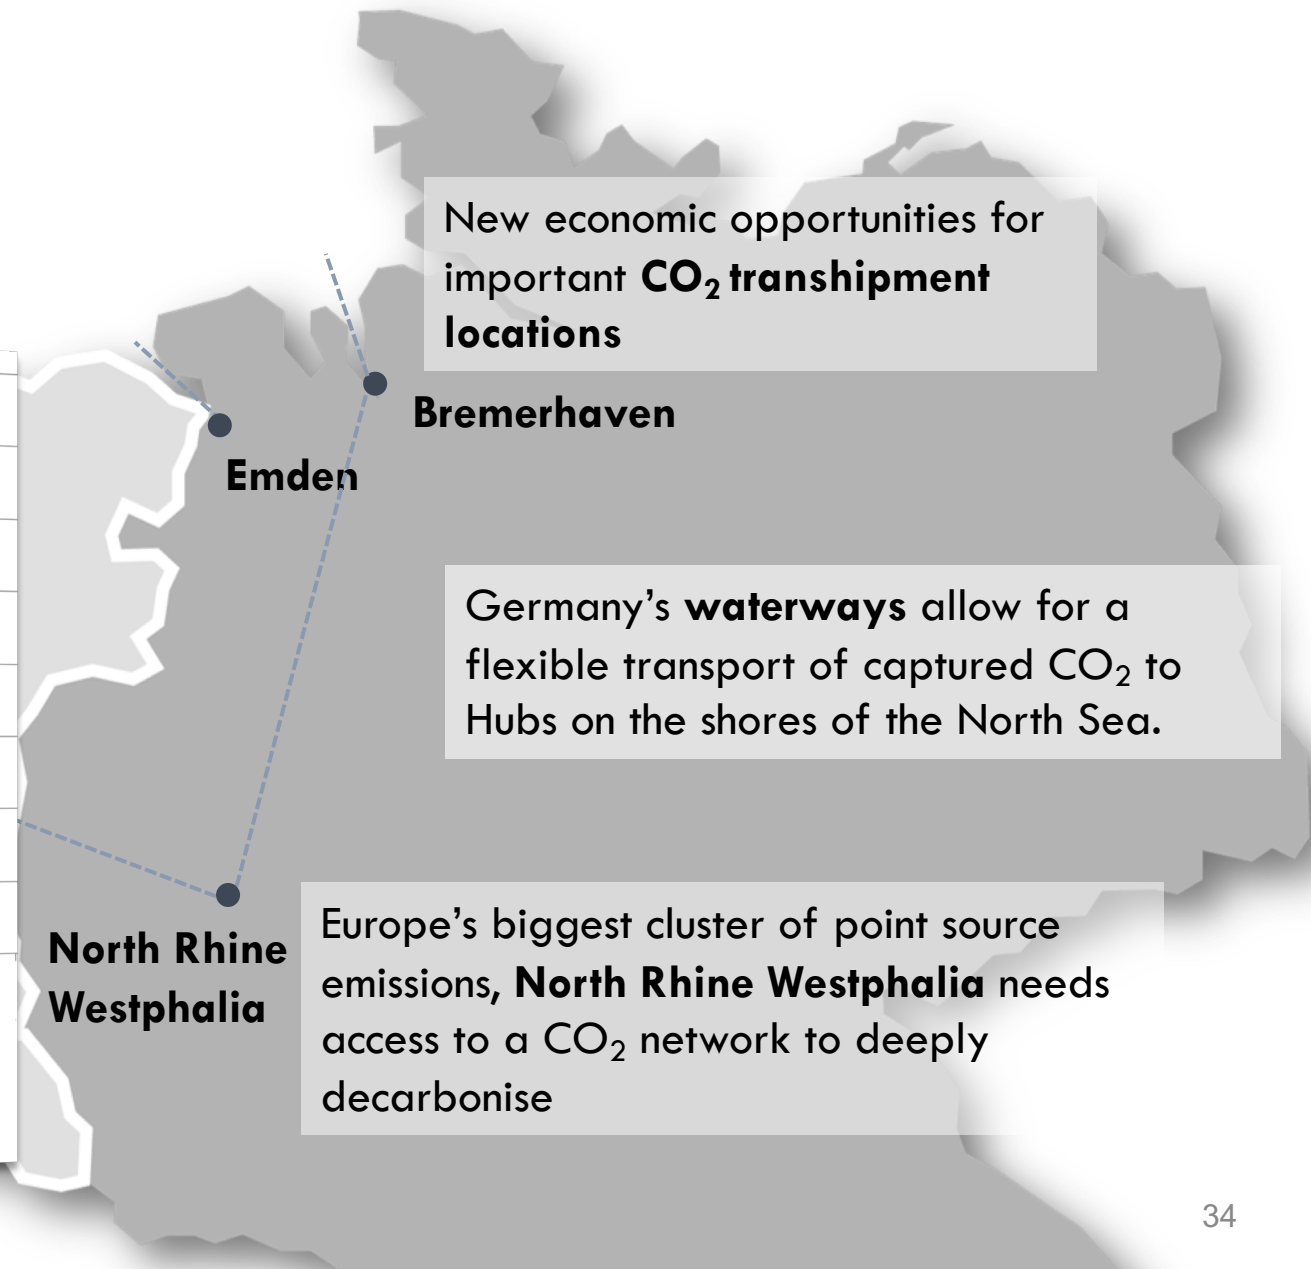 New economic opportunities for
important CO₂ transhipment
locations
Bremerhaven
Emden
Germany’s waterways allow for a
flexible transport of captured CO₂ to
Hubs on the shores of the North Sea.
North Rhine
Westphalia
Europe’s biggest cluster of point source
emissions, North Rhine Westphalia needs
access to a CO₂ network to deeply
decarbonise
34